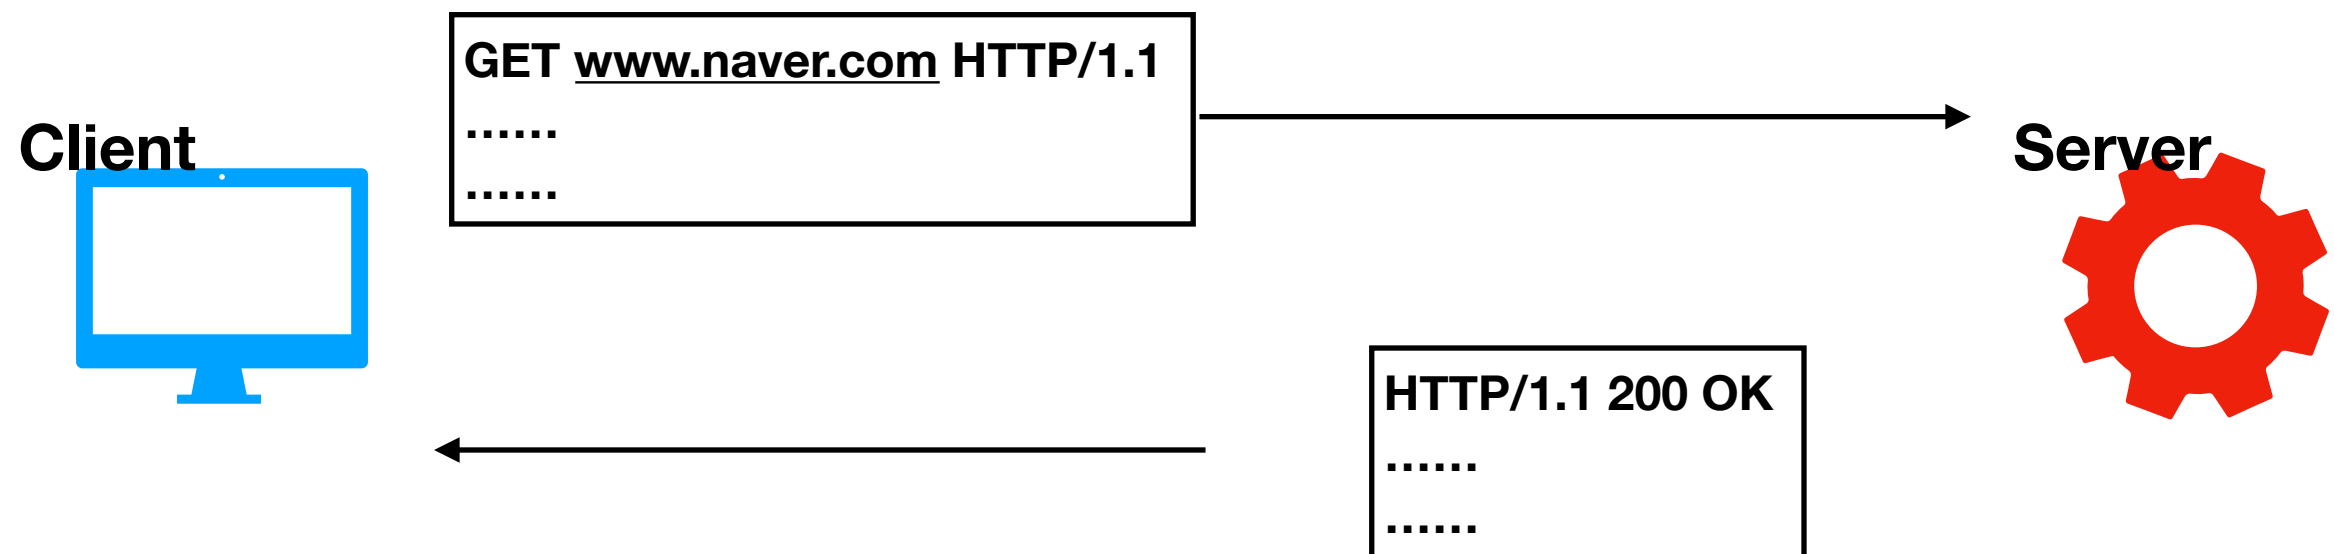 GET www.naver.com HTTP/1.1
......
......
Client
Server
HTTP/1.1 200 OK
......
......